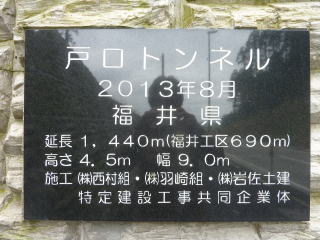 戸口トンネル
2013年8月
福井県
延長 1,440m(福井工区690m)
高さ 4.5m 幅 9.0m
施工 ㈱西村組・㈱羽崎組・㈱岩佐土建
特定建設工事共同企業体